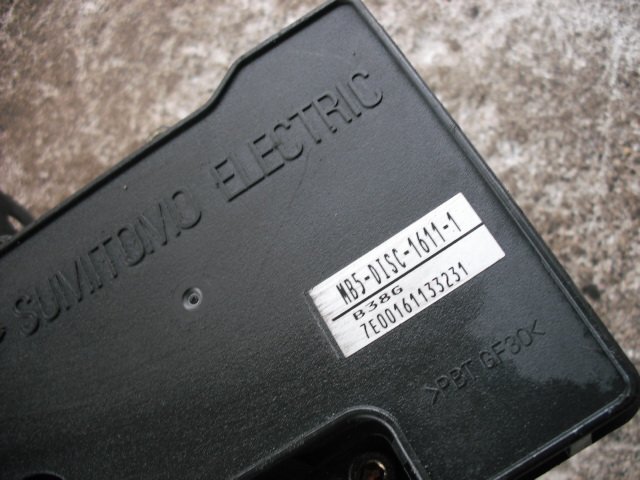 SUMITOMO ELECTRIC
MB5-DISC-1611-1
B38G
7E00161133231
>PBT GF30<